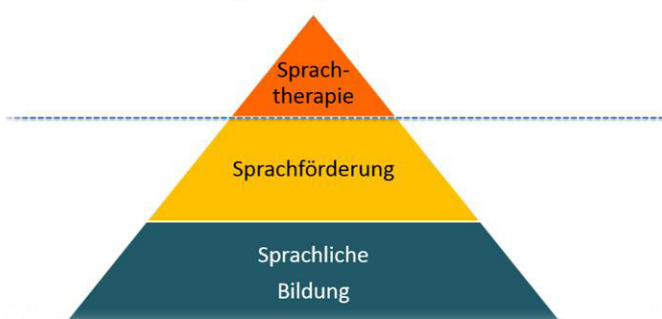 Sprach-
therapie
Sprachförderung
Sprachliche
Bildung